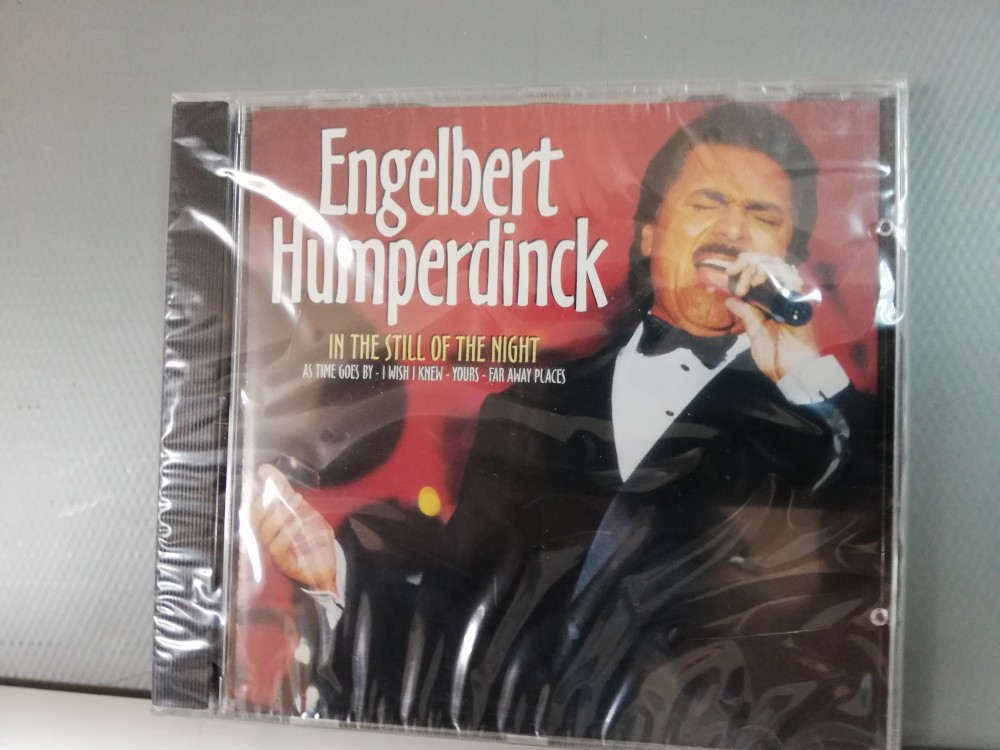 Engelbert
Humperdinck
IN THE STILL OF THE NIGHT
AS TIME GOES BY - I WISH I KNEW - YOURS - FAR AWAY PLACES